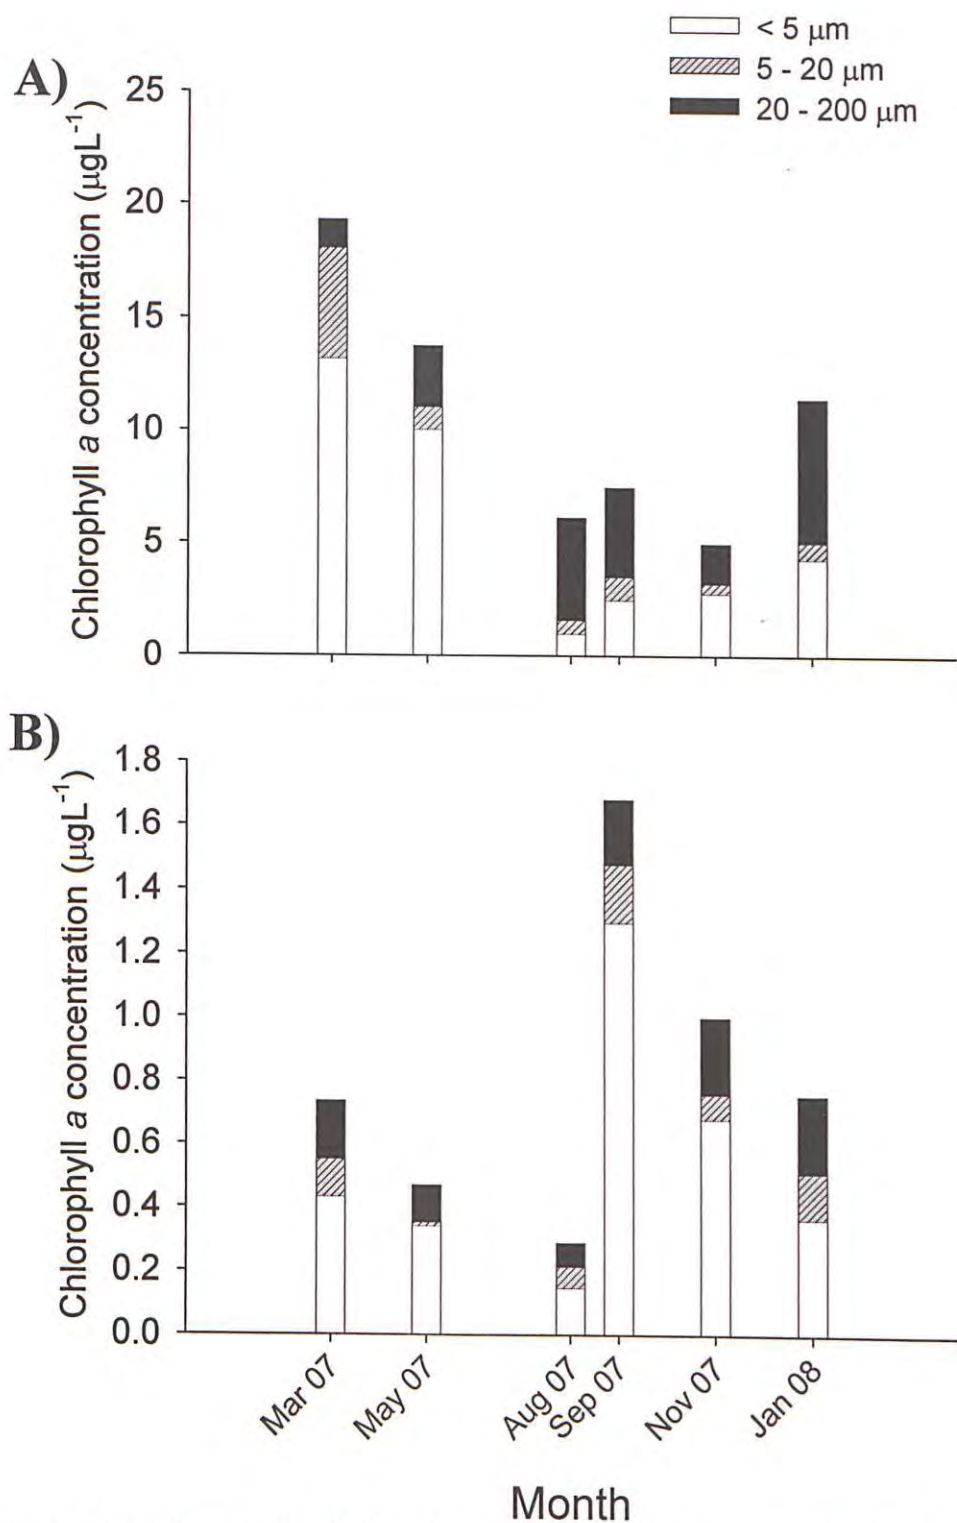 < 5 μm
5 - 20 μm
20 - 200 μm
A)
Chlorophyll a concentration (μgL⁻¹)
25
20
15
10
5
0
B)
Chlorophyll a concentration (μgL⁻¹)
1.8
1.6
1.4
1.2
1.0
0.8
0.6
0.4
0.2
0.0
Mar 07
May 07
Aug 07
Sep 07
Nov 07
Jan 08
Month